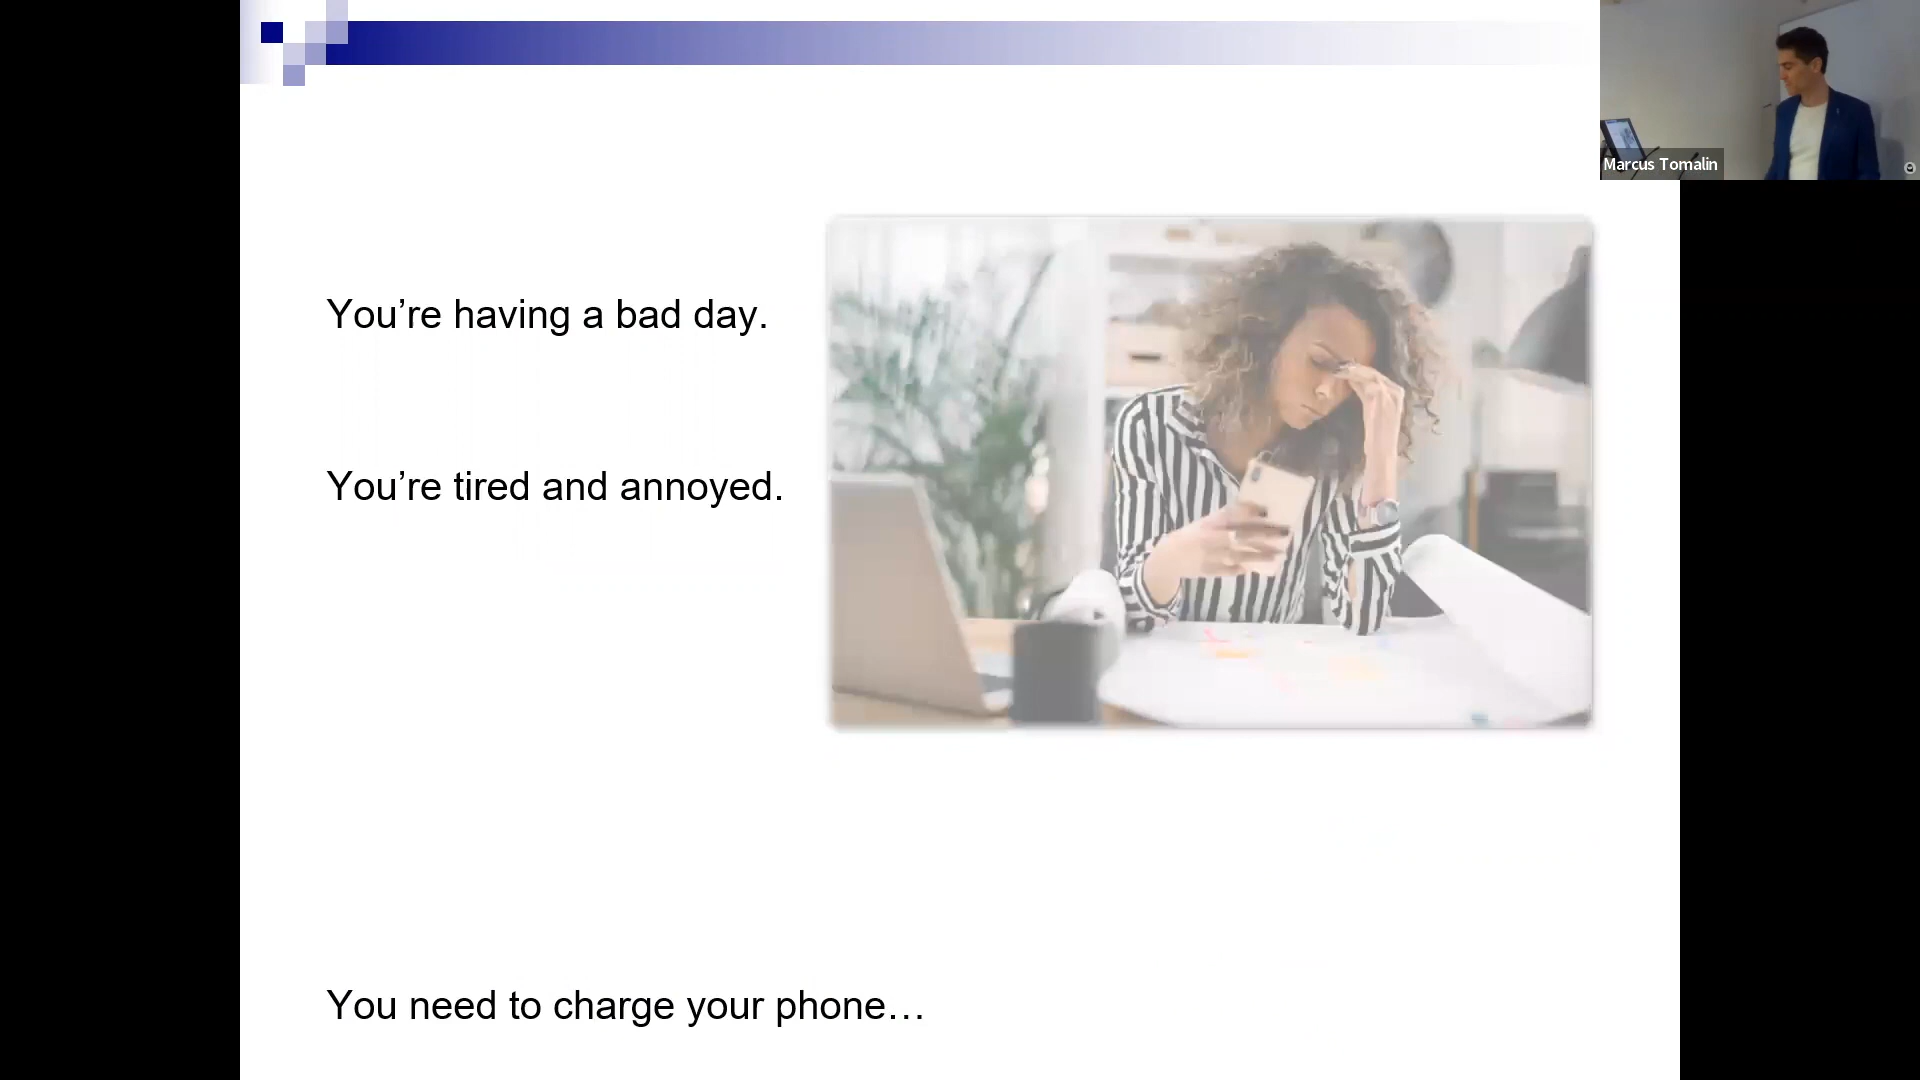 Marcus Tomalin
You’re having a bad day.
You’re tired and annoyed.
You need to charge your phone…